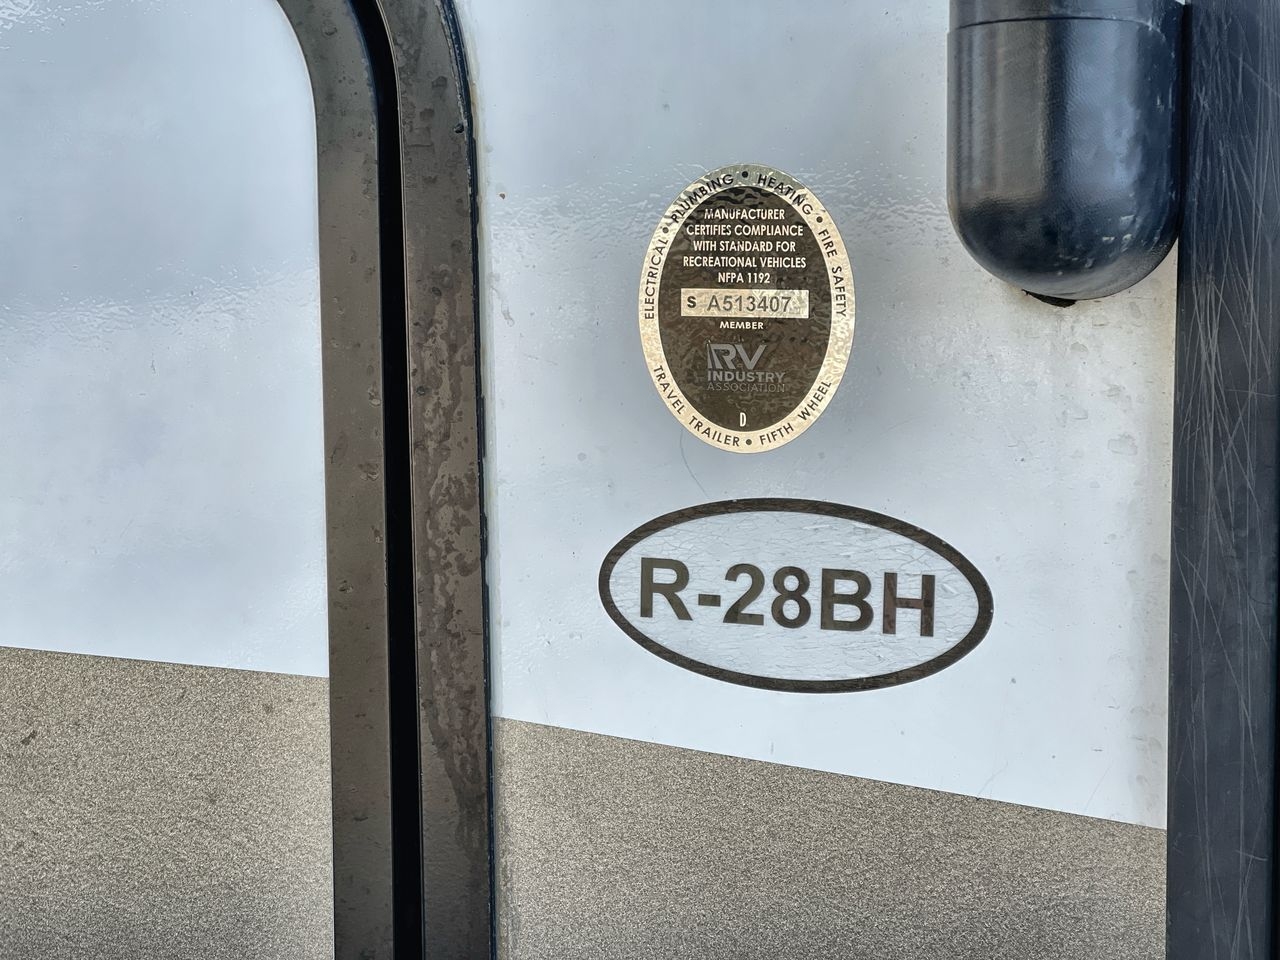 ELECTRICAL • PLUMBING • HEATING • FIRE SAFETY
MANUFACTURER
CERTIFIES COMPLIANCE
WITH STANDARD FOR
RECREATIONAL VEHICLES
NFPA 1192
S A513407
MEMBER
RV
INDUSTRY
ASSOCIATION
D
TRAVEL TRAILER • FIFTH WHEEL
R-28BH